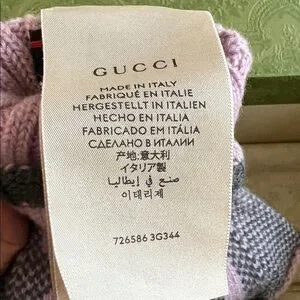 GUCCI
MADE IN ITALY
FABRIQUÉ EN ITALIE
HERGESTELLT IN ITALIEN
HECHO EN ITALIA
FABRICADO EM ITÁLIA
СДЕЛАНО В ИТАЛИИ
产地:意大利
イタリア製
صنع في إيطاليا
이태리제
726586 3G344